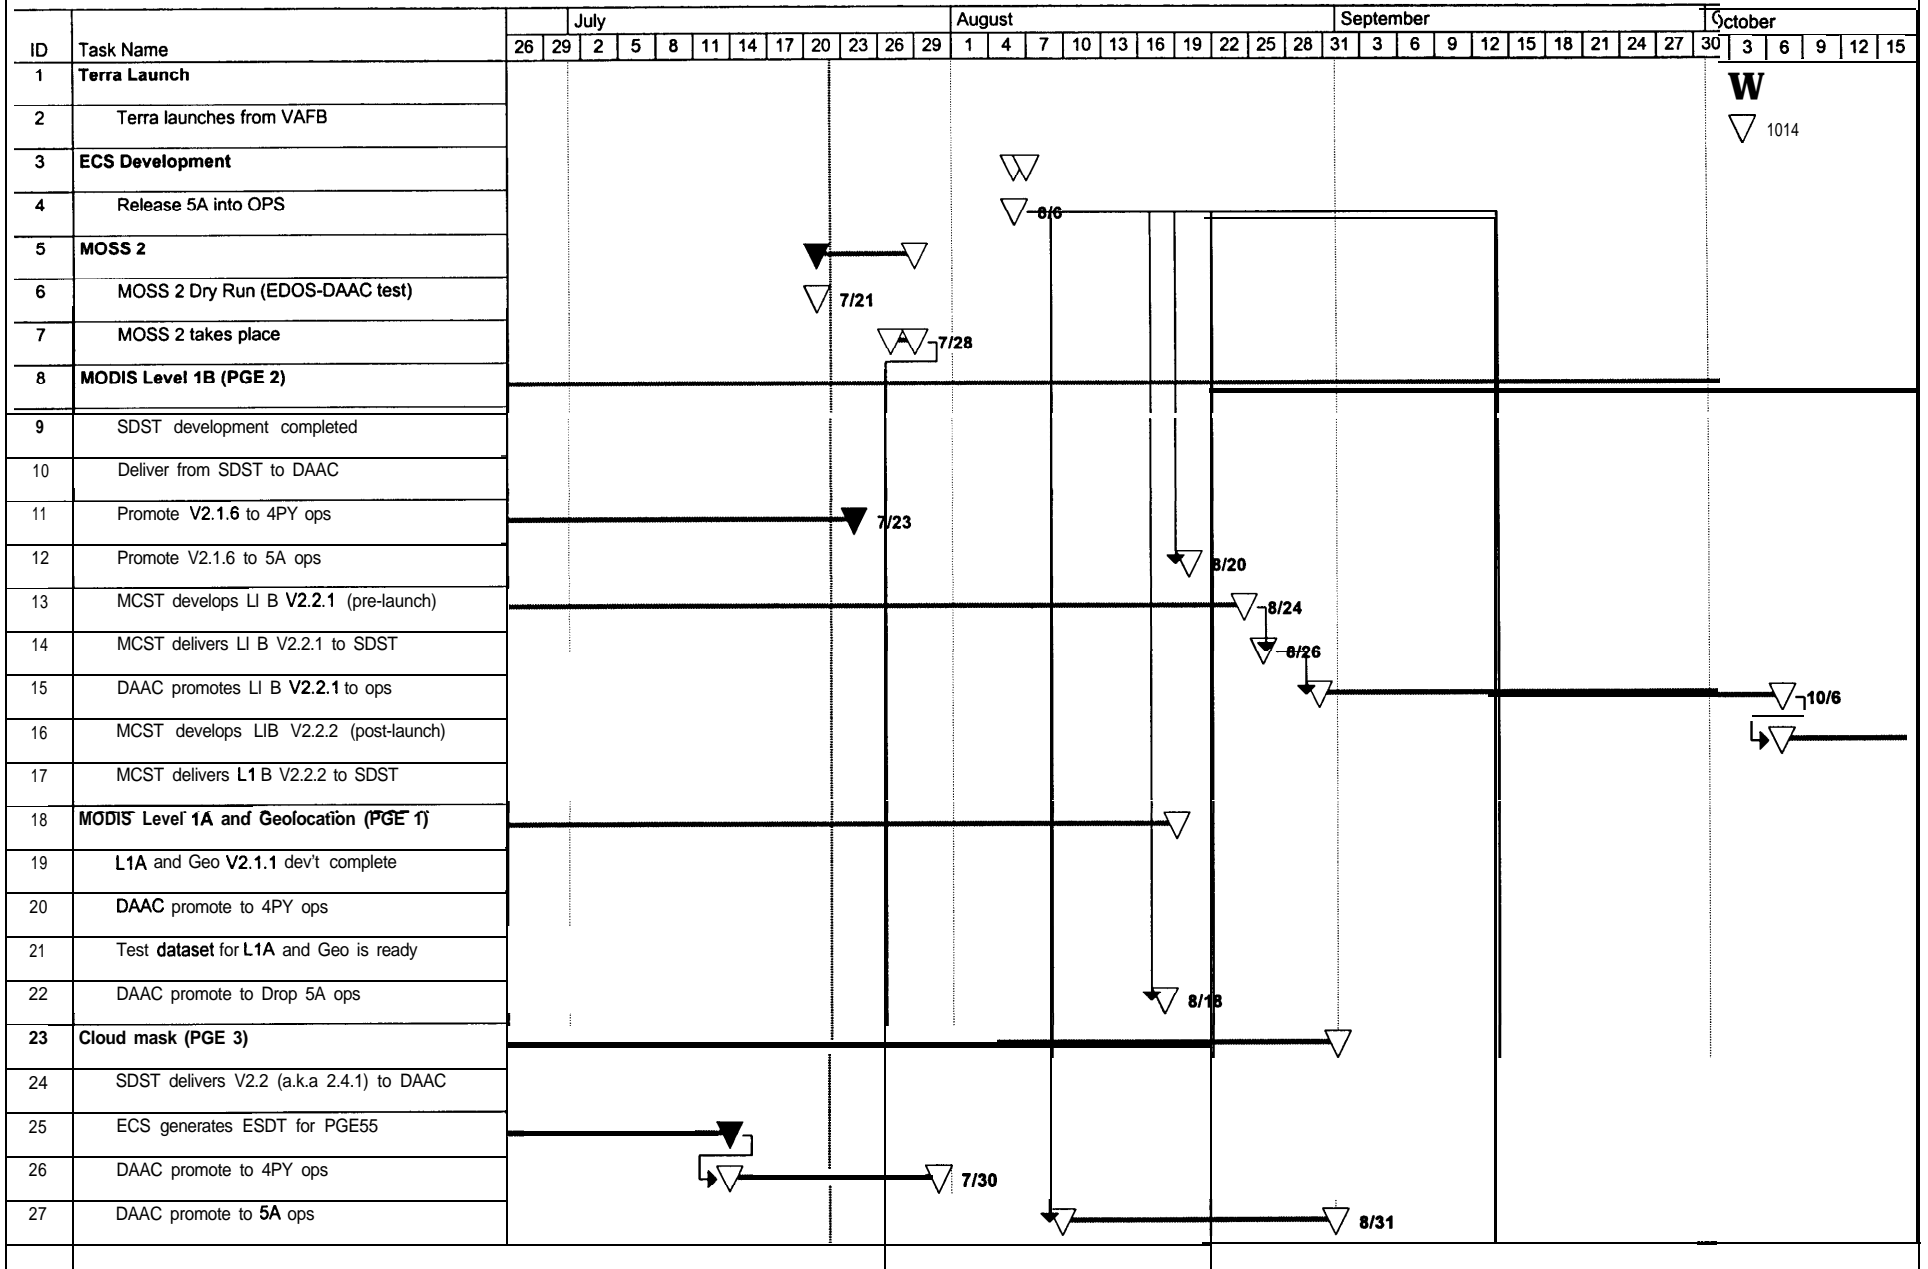 July August September October
ID Task Name 26 29 2 5 8 11 14 17 20 23 26 29 1 4 7 10 13 16 19 22 25 28 31 3 6 9 12 15 18 21 24 27 30 3 6 9 12 15
1 Terra Launch W
2 Terra launches from VAFB 1014
3 ECS Development
4 Release 5A into OPS 8/6
5 MOSS 2
6 MOSS 2 Dry Run (EDOS-DAAC test) 7/21
7 MOSS 2 takes place 7/28
8 MODIS Level 1B (PGE 2)
9 SDST development completed
10 Deliver from SDST to DAAC
11 Promote V2.1.6 to 4PY ops 7/23
12 Promote V2.1.6 to 5A ops 8/20
13 MCST develops LI B V2.2.1 (pre-launch) 8/24
14 MCST delivers LI B V2.2.1 to SDST 8/26
15 DAAC promotes LI B V2.2.1 to ops 10/6
16 MCST develops LIB V2.2.2 (post-launch)
17 MCST delivers L1 B V2.2.2 to SDST
18 MODIS Level 1A and Geolocation (PGE 1)
19 L1A and Geo V2.1.1 dev't complete
20 DAAC promote to 4PY ops
21 Test dataset for L1A and Geo is ready
22 DAAC promote to Drop 5A ops 8/18
23 Cloud mask (PGE 3)
24 SDST delivers V2.2 (a.k.a 2.4.1) to DAAC
25 ECS generates ESDT for PGE55
26 DAAC promote to 4PY ops 7/30
27 DAAC promote to 5A ops 8/31